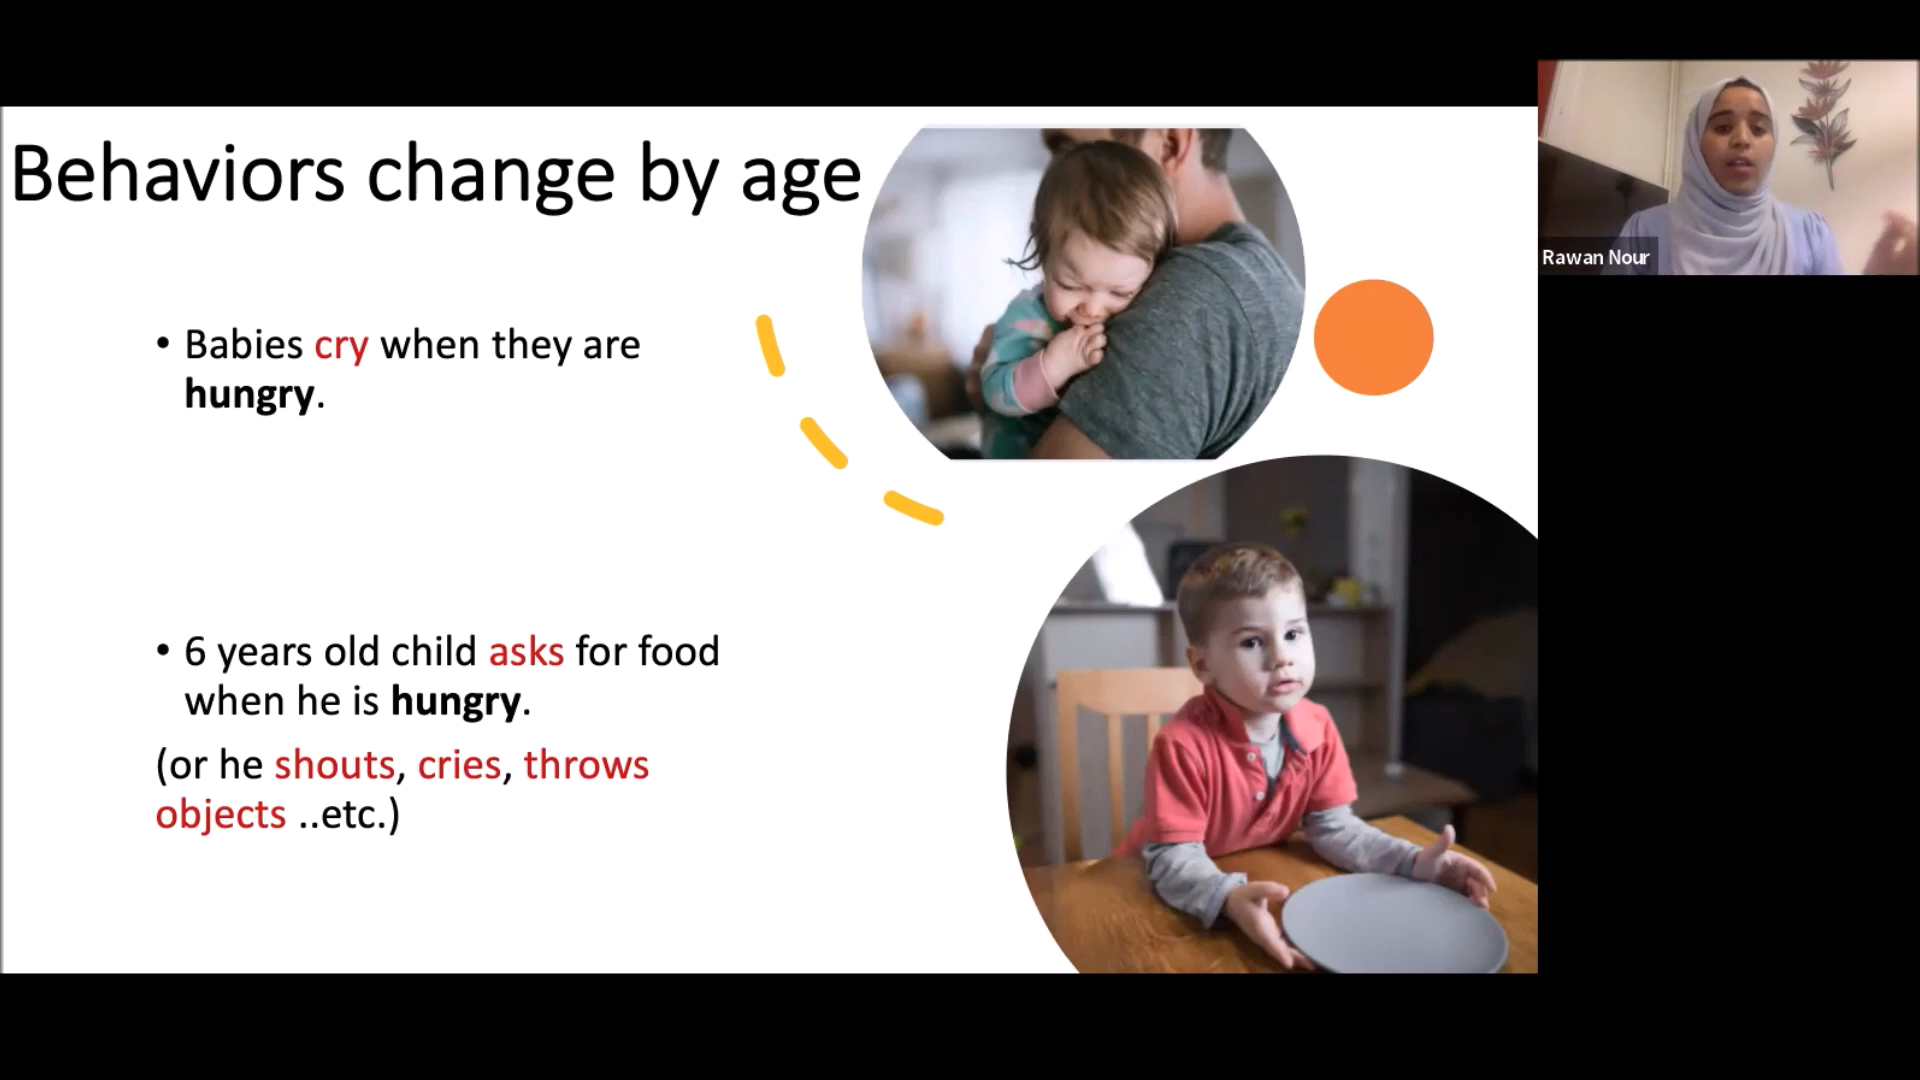 Behaviors change by age
• Babies cry when they are
hungry.
• 6 years old child asks for food
when he is hungry.
(or he shouts, cries, throws
objects ..etc.)
Rawan Nour